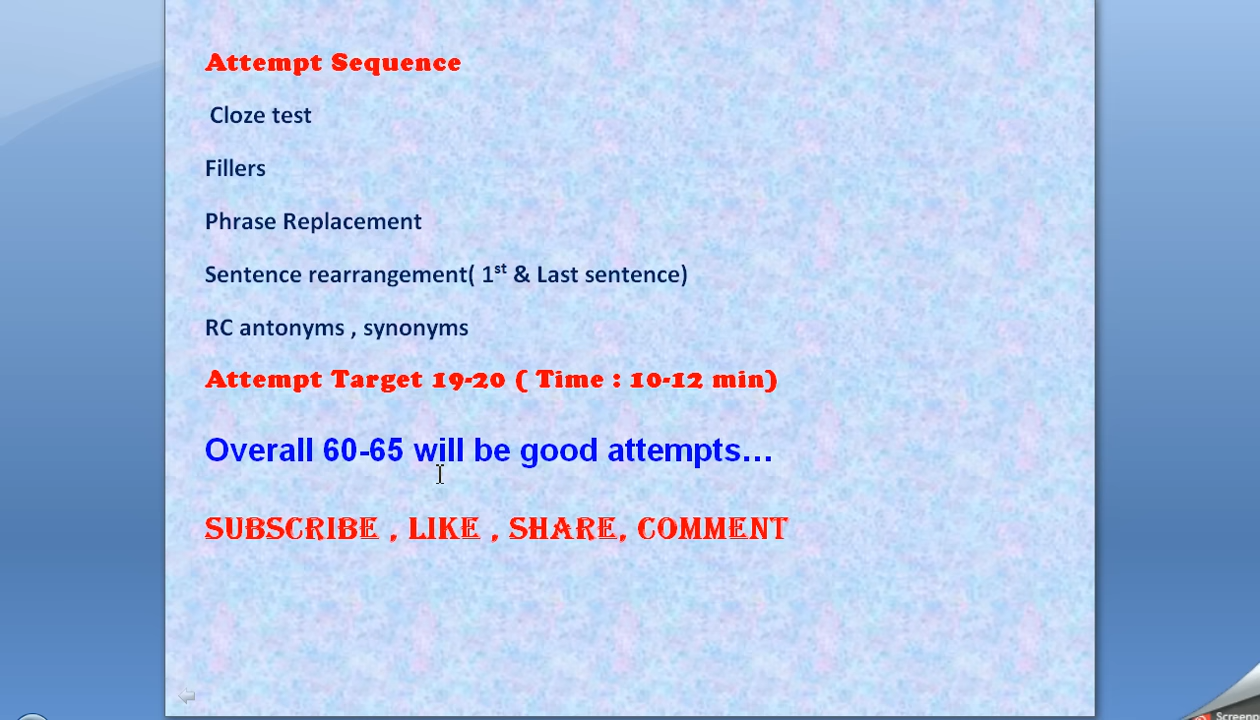 Attempt Sequence
Cloze test
Fillers
Phrase Replacement
Sentence rearrangement( 1st & Last sentence)
RC antonyms , synonyms
Attempt Target 19-20 ( Time : 10-12 min)
Overall 60-65 will be good attempts...
SUBSCRIBE , LIKE , SHARE, COMMENT